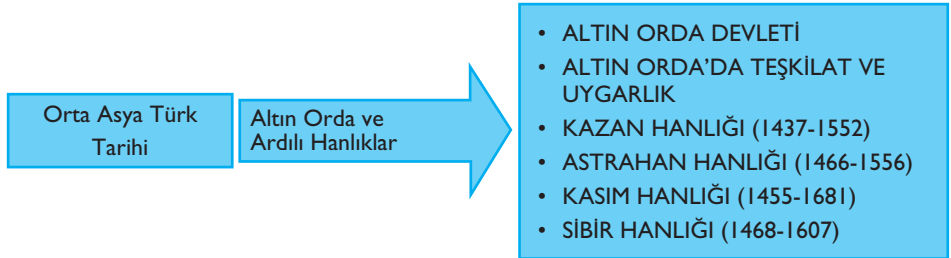 Orta Asya Türk
Tarihi
Altın Orda ve
Ardılı Hanlıklar
• ALTIN ORDA DEVLETİ
• ALTIN ORDA’DA TEŞKİLAT VE
UYGARLIK
• KAZAN HANLIĞI (1437-1552)
• ASTRAHAN HANLIĞI (1466-1556)
• KASIM HANLIĞI (1455-1681)
• SİBİR HANLIĞI (1468-1607)